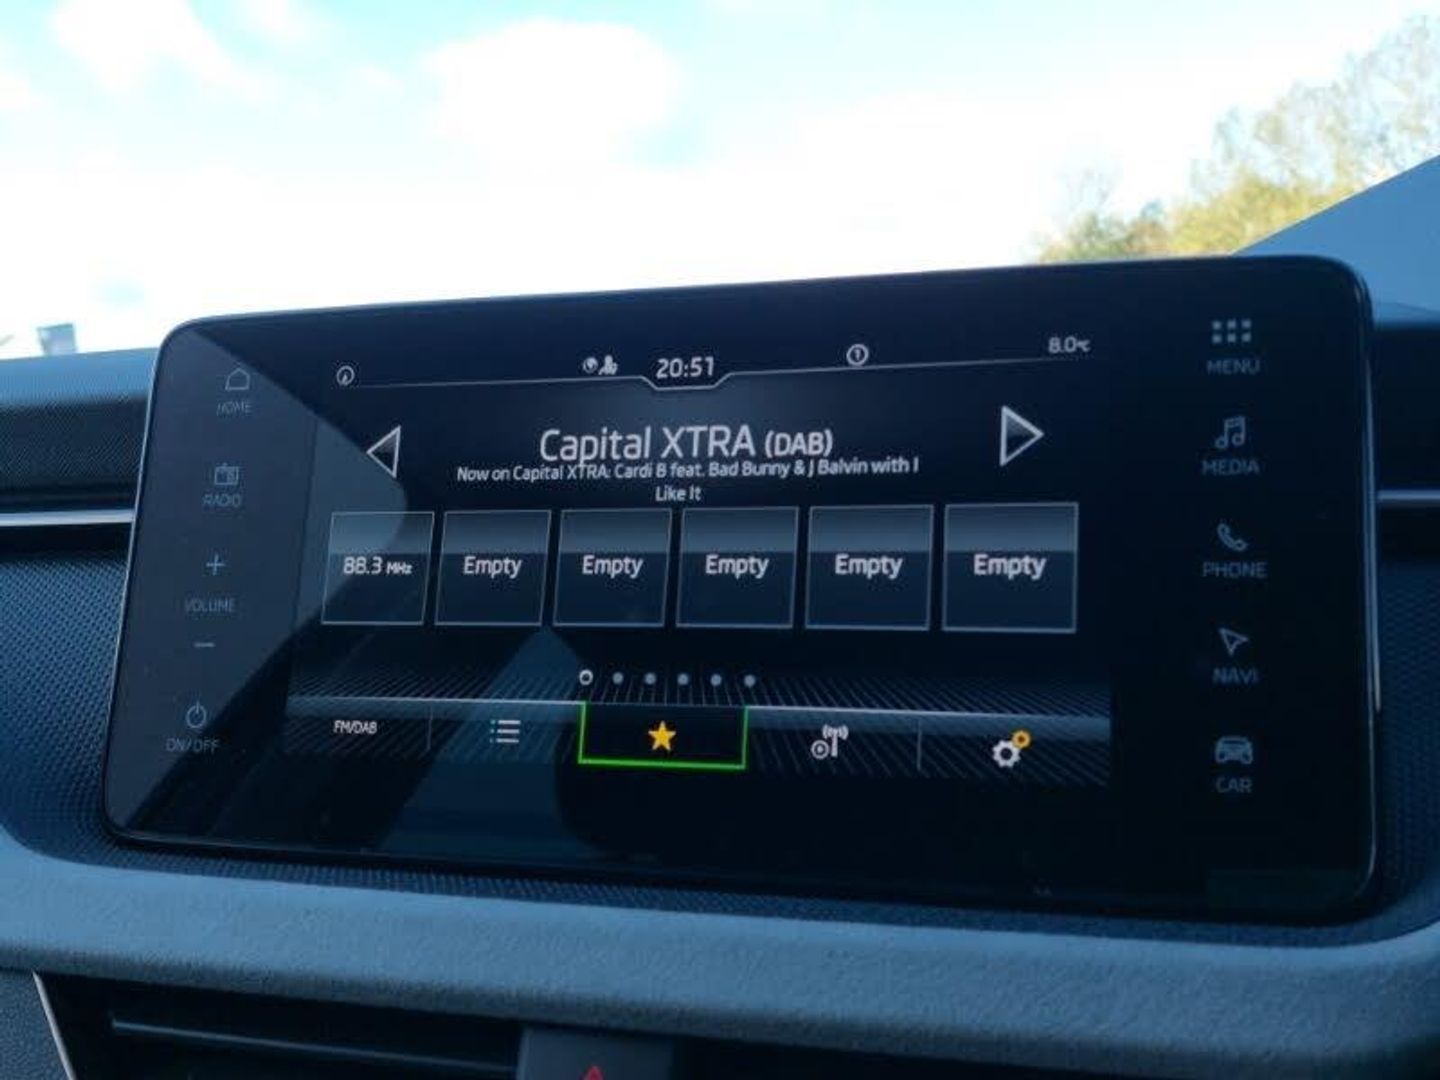 20:51
8.0℃
MENU
HOME
Capital XTRA (DAB)
Now on Capital XTRA: Cardi B feat. Bad Bunny & J Balvin with I
Like It
MEDIA
RADIO
88.3 MHz Empty Empty Empty Empty Empty
PHONE
+
VOLUME
−
NAVI
FM/DAB
ON/OFF
CAR